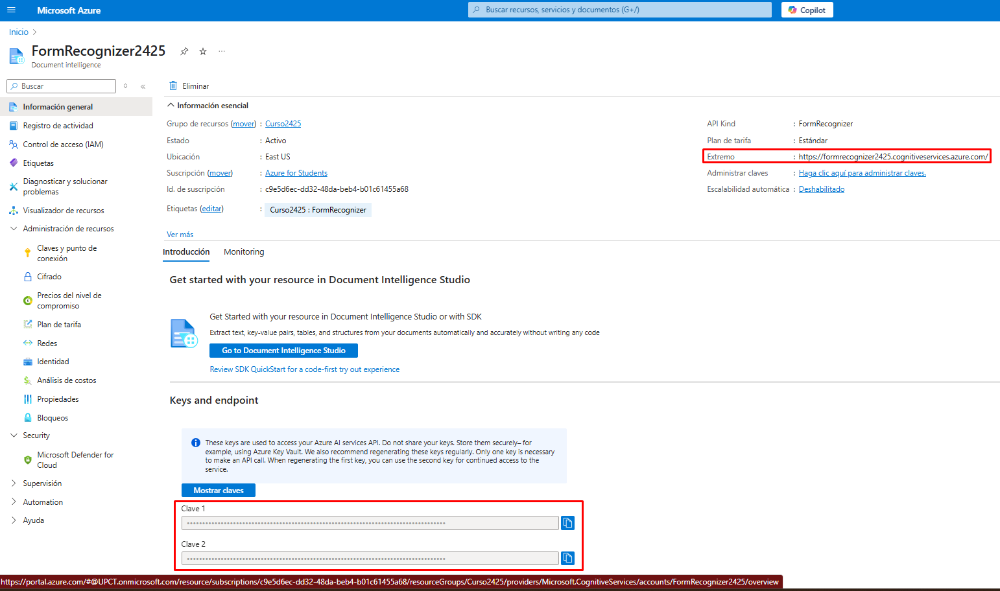 Microsoft Azure
Buscar recursos, servicios y documentos (G+/)
Copilot
Inicio
FormRecognizer2425
Document intelligence
Buscar
Información general
Registro de actividad
Control de acceso (IAM)
Etiquetas
Diagnosticar y solucionar
problemas
Visualizador de recursos
Administración de recursos
Claves y punto de
conexión
Cifrado
Precios del nivel de
compromiso
Plan de tarifa
Redes
Identidad
Análisis de costos
Propiedades
Bloqueos
Security
Microsoft Defender for
Cloud
Supervisión
Automation
Ayuda
Eliminar
Información esencial
Grupo de recursos (mover) : Curso2425
Estado : Activo
Ubicación : East US
Suscripción (mover) : Azure for Students
Id. de suscripción : c9e5d6ec-dd32-48da-beb4-b01c61455a68
Etiquetas (editar) : Curso2425 : FormRecognizer
API Kind : FormRecognizer
Plan de tarifa : Estándar
Extremo : https://formrecognizer2425.cognitiveservices.azure.com/
Administrar claves : Haga clic aquí para administrar claves.
Escalabilidad automática : Deshabilitado
Ver más
Introducción Monitoring
Get started with your resource in Document Intelligence Studio
Get Started with your resource in Document Intelligence Studio or with SDK
Extract text, key-value pairs, tables, and structures from your documents automatically and accurately without writing any code
Go to Document Intelligence Studio
Review SDK QuickStart for a code-first try out experience
Keys and endpoint
These keys are used to access your Azure AI services API. Do not share your keys. Store them securely– for
example, using Azure Key Vault. We also recommend regenerating these keys regularly. Only one key is necessary
to make an API call. When regenerating the first key, you can use the second key for continued access to the
service.
Mostrar claves
Clave 1
Clave 2
https://portal.azure.com/#@UPCT.onmicrosoft.com/resource/subscriptions/c9e5d6ec-dd32-48da-beb4-b01c61455a68/resourceGroups/Curso2425/providers/Microsoft.CognitiveServices/accounts/FormRecognizer2425/overview